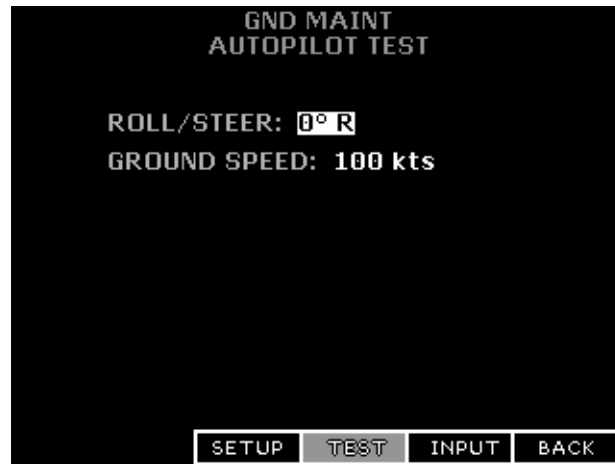 GND MAINT
AUTOPILOT TEST
ROLL/STEER: 0° R
GROUND SPEED: 100 kts
SETUP TEST INPUT BACK